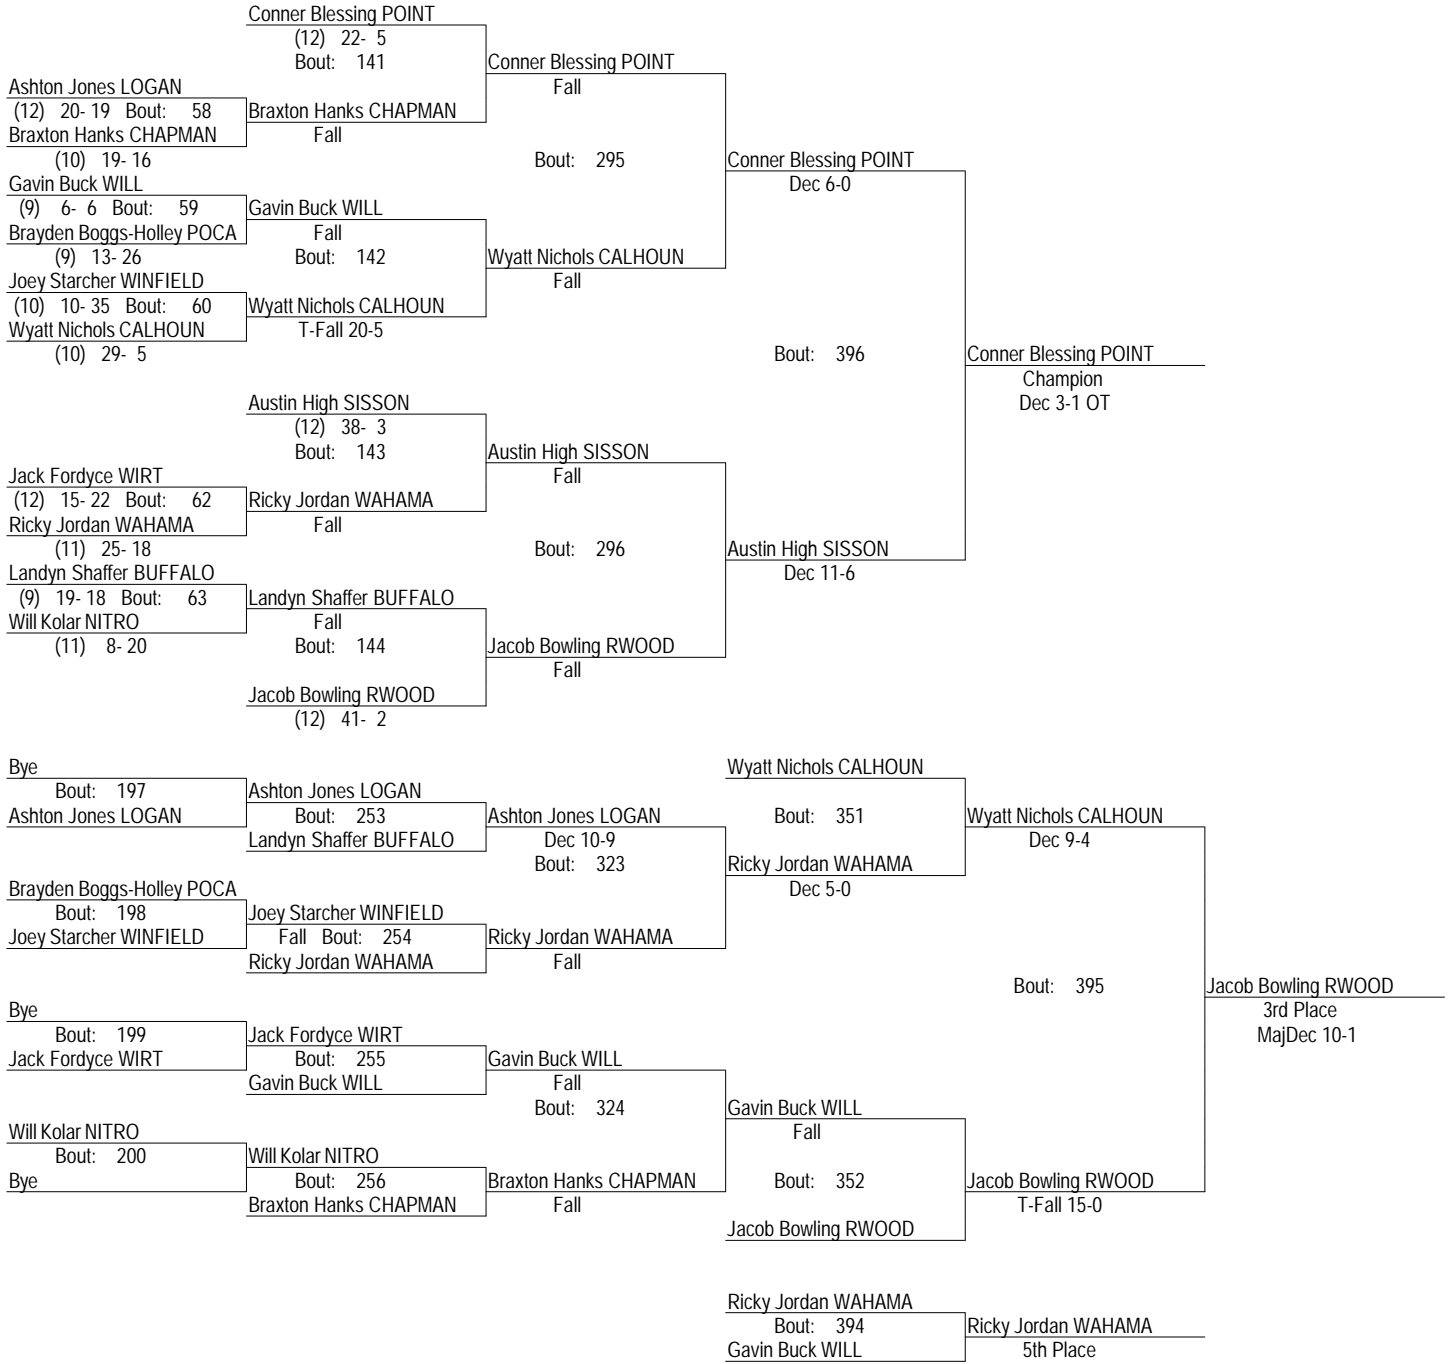 Conner Blessing POINT
(12) 22- 5
Bout: 141
Conner Blessing POINT
Fall
Ashton Jones LOGAN
(12) 20- 19 Bout: 58
Braxton Hanks CHAPMAN
Braxton Hanks CHAPMAN
Fall
(10) 19- 16
Bout: 295
Conner Blessing POINT
Dec 6-0
Gavin Buck WILL
(9) 6- 6 Bout: 59
Gavin Buck WILL
Brayden Boggs-Holley POCA
Fall
(9) 13- 26
Bout: 142
Wyatt Nichols CALHOUN
Fall
Joey Starcher WINFIELD
(10) 10- 35 Bout: 60
Wyatt Nichols CALHOUN
Wyatt Nichols CALHOUN
T-Fall 20-5
(10) 29- 5
Bout: 396
Conner Blessing POINT
Champion
Dec 3-1 OT
Austin High SISSON
(12) 38- 3
Bout: 143
Austin High SISSON
Fall
Jack Fordyce WIRT
(12) 15- 22 Bout: 62
Ricky Jordan WAHAMA
Ricky Jordan WAHAMA
Fall
(11) 25- 18
Bout: 296
Austin High SISSON
Dec 11-6
Landyn Shaffer BUFFALO
(9) 19- 18 Bout: 63
Landyn Shaffer BUFFALO
Will Kolar NITRO
Fall
(11) 8- 20
Bout: 144
Jacob Bowling RWOOD
Fall
Jacob Bowling RWOOD
(12) 41- 2
Bye
Bout: 197
Ashton Jones LOGAN
Ashton Jones LOGAN
Bout: 253
Landyn Shaffer BUFFALO
Ashton Jones LOGAN
Dec 10-9
Bout: 323
Wyatt Nichols CALHOUN
Bout: 351
Ricky Jordan WAHAMA
Dec 5-0
Wyatt Nichols CALHOUN
Dec 9-4
Brayden Boggs-Holley POCA
Bout: 198
Joey Starcher WINFIELD
Joey Starcher WINFIELD
Fall Bout: 254
Ricky Jordan WAHAMA
Ricky Jordan WAHAMA
Fall
Bout: 395
Jacob Bowling RWOOD
3rd Place
MajDec 10-1
Bye
Bout: 199
Jack Fordyce WIRT
Jack Fordyce WIRT
Bout: 255
Gavin Buck WILL
Gavin Buck WILL
Fall
Bout: 324
Gavin Buck WILL
Fall
Will Kolar NITRO
Bout: 200
Bye
Will Kolar NITRO
Bout: 256
Braxton Hanks CHAPMAN
Braxton Hanks CHAPMAN
Fall
Bout: 352
Jacob Bowling RWOOD
Jacob Bowling RWOOD
T-Fall 15-0
Ricky Jordan WAHAMA
Bout: 394
Gavin Buck WILL
Ricky Jordan WAHAMA
5th Place